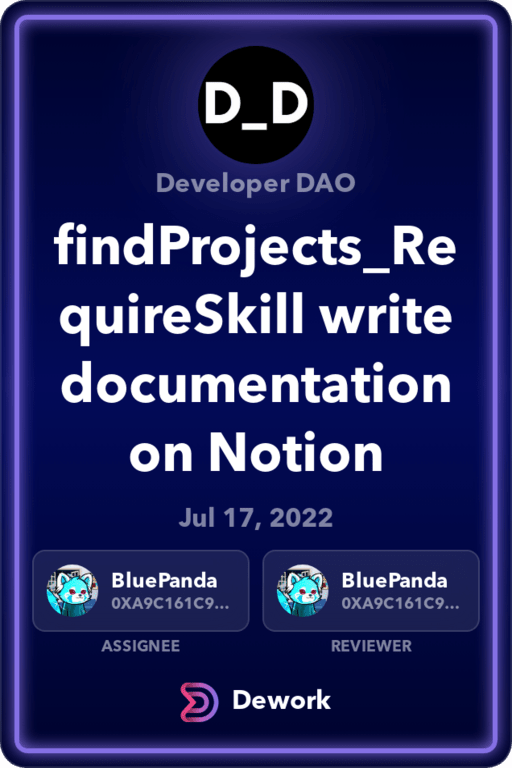 D_D
Developer DAO
findProjects_Re
quireSkill write
documentation
on Notion
Jul 17, 2022
BluePanda
0XA9C161C9...
BluePanda
0XA9C161C9...
ASSIGNEE
REVIEWER
Dework